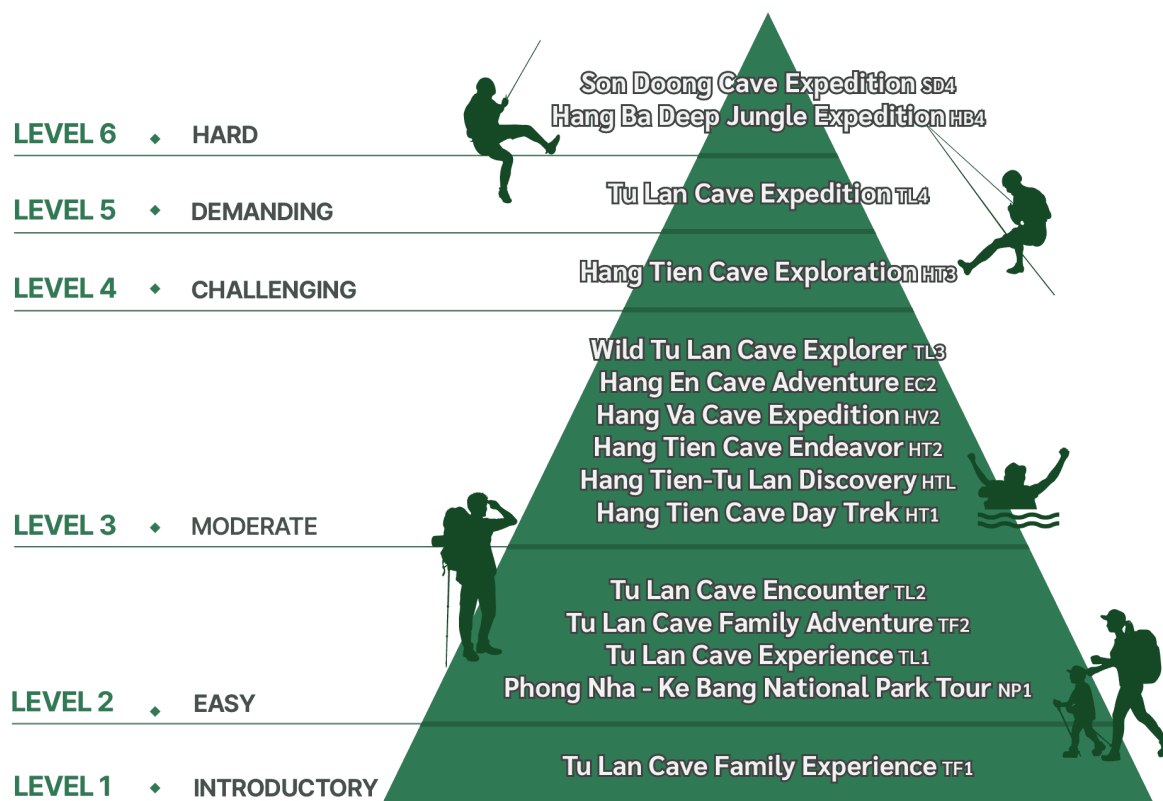 Son Doong Cave Expedition SD4
Hang Ba Deep Jungle Expedition HB4
LEVEL 6 ◆ HARD
Tu Lan Cave Expedition TL4
LEVEL 5 ◆ DEMANDING
Hang Tien Cave Exploration HT3
LEVEL 4 ◆ CHALLENGING
Wild Tu Lan Cave Explorer TL3
Hang En Cave Adventure EC2
Hang Va Cave Expedition HV2
Hang Tien Cave Endeavor HT2
Hang Tien-Tu Lan Discovery HTL
Hang Tien Cave Day Trek HT1
LEVEL 3 ◆ MODERATE
Tu Lan Cave Encounter TL2
Tu Lan Cave Family Adventure TF2
Tu Lan Cave Experience TL1
Phong Nha - Ke Bang National Park Tour NP1
LEVEL 2 ◆ EASY
Tu Lan Cave Family Experience TF1
LEVEL 1 ◆ INTRODUCTORY